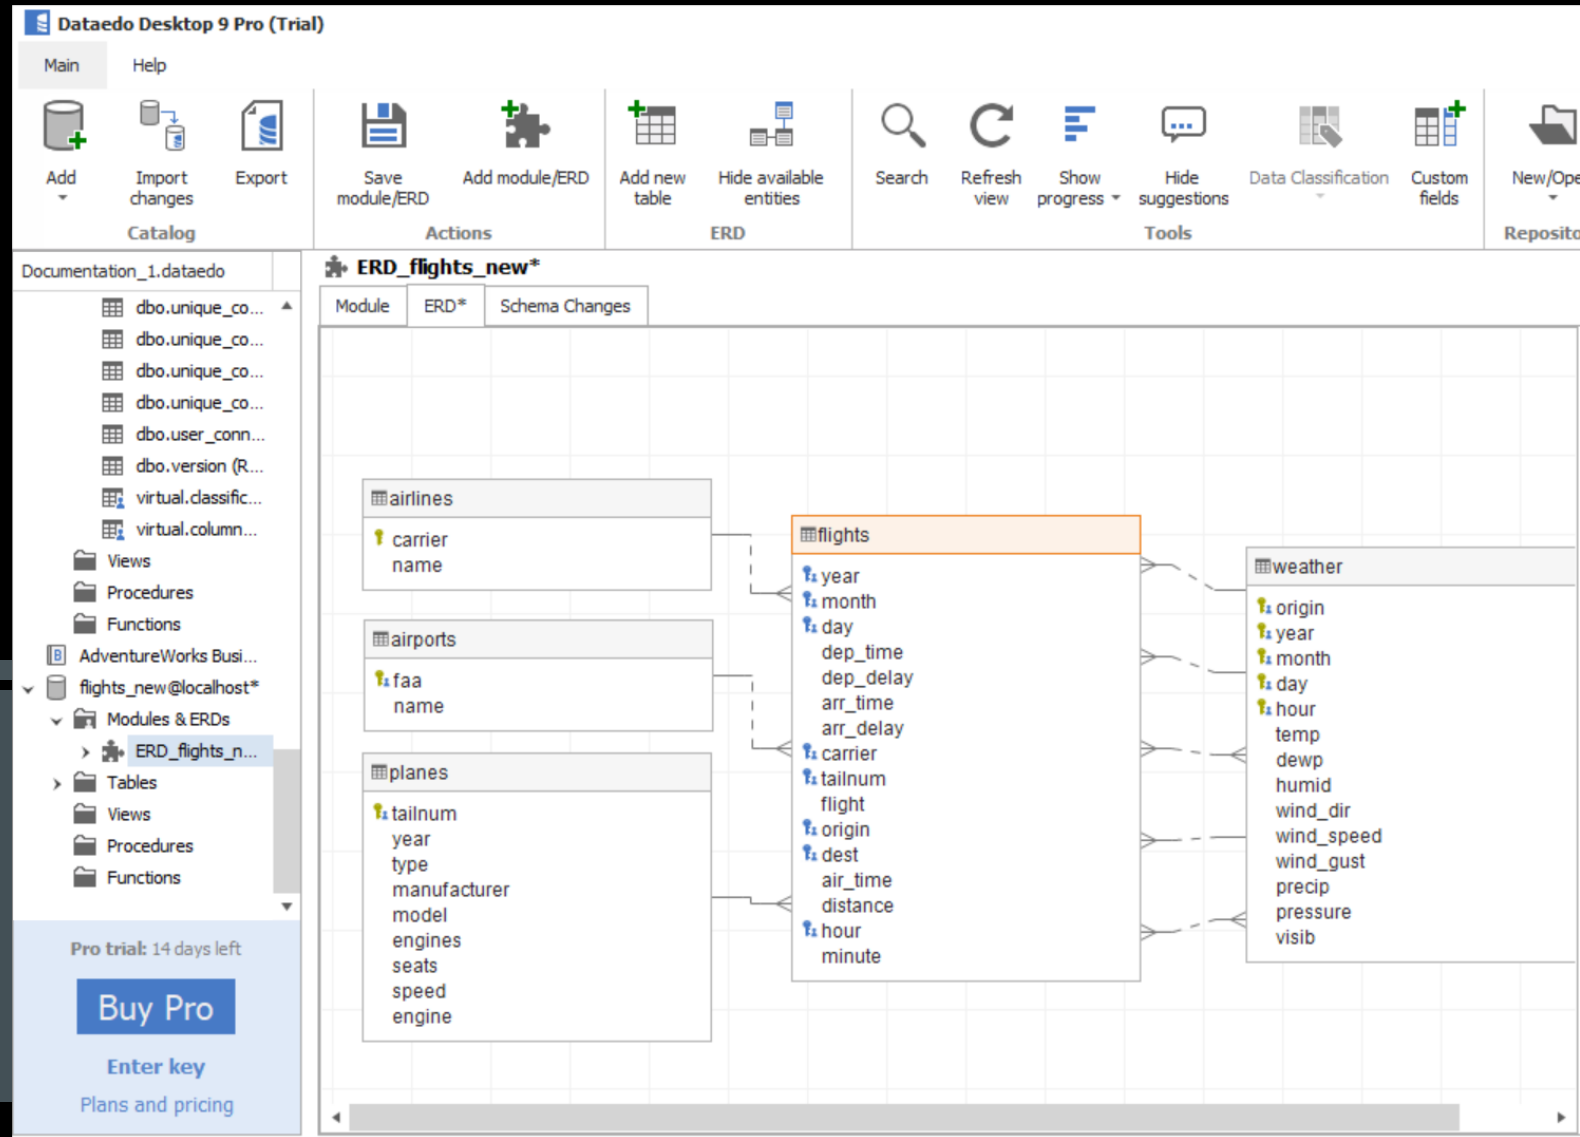 Dataedo Desktop 9 Pro (Trial)
Main Help
Add Import changes Export
Catalog
Save module/ERD Add module/ERD
Actions
Add new table Hide available entities
ERD
Search Refresh view Show progress Hide suggestions Data Classification Custom fields
Tools
New/Ope
Reposito
Documentation_1.dataedo
dbo.unique_co...
dbo.unique_co...
dbo.unique_co...
dbo.unique_co...
dbo.user_conn...
dbo.version (R...
virtual.classific...
virtual.column...
Views
Procedures
Functions
AdventureWorks Busi...
flights_new@localhost*
Modules & ERDs
ERD_flights_n...
Tables
Views
Procedures
Functions
Pro trial: 14 days left
Buy Pro
Enter key
Plans and pricing
ERD_flights_new*
Module ERD* Schema Changes
airlines
carrier
name
airports
faa
name
planes
tailnum
year
type
manufacturer
model
engines
seats
speed
engine
flights
year
month
day
dep_time
dep_delay
arr_time
arr_delay
carrier
tailnum
flight
origin
dest
air_time
distance
hour
minute
weather
origin
year
month
day
hour
temp
dewp
humid
wind_dir
wind_speed
wind_gust
precip
pressure
visib